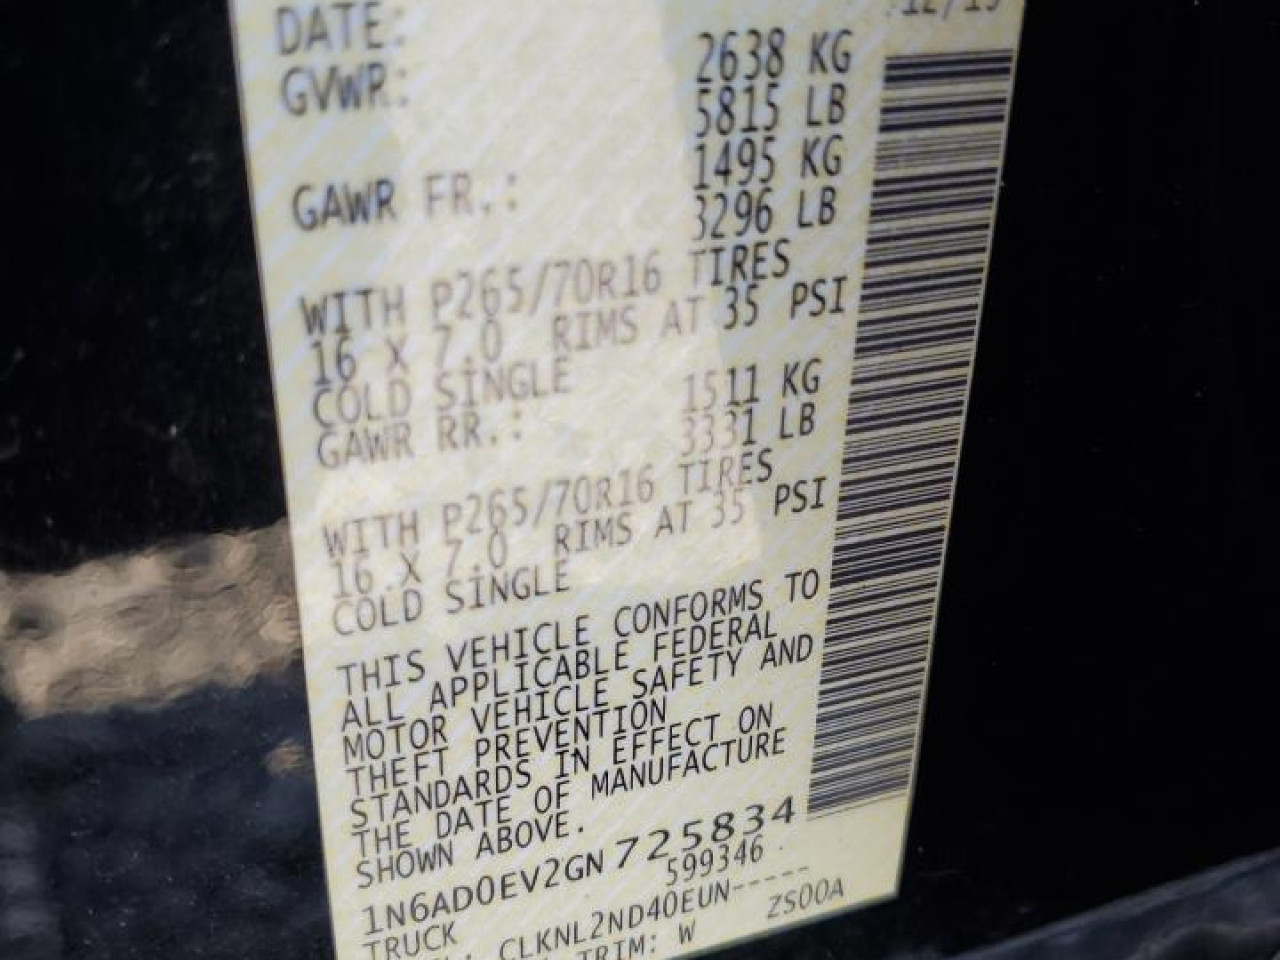 DATE: 12/15
GVWR: 2638 KG
5815 LB
GAWR FR.: 1495 KG
3296 LB
WITH P265/70R16 TIRES
16 X 7.0 RIMS AT 35 PSI
COLD SINGLE
GAWR RR.: 1511 KG
3331 LB
WITH P265/70R16 TIRES
16 X 7.0 RIMS AT 35 PSI
COLD SINGLE
THIS VEHICLE CONFORMS TO
ALL APPLICABLE FEDERAL
MOTOR VEHICLE SAFETY AND
THEFT PREVENTION
STANDARDS IN EFFECT ON
THE DATE OF MANUFACTURE
SHOWN ABOVE.
1N6AD0EV2GN725834
TRUCK 599346
CLKNL2ND40EUN-----
TRIM: W ZS00A